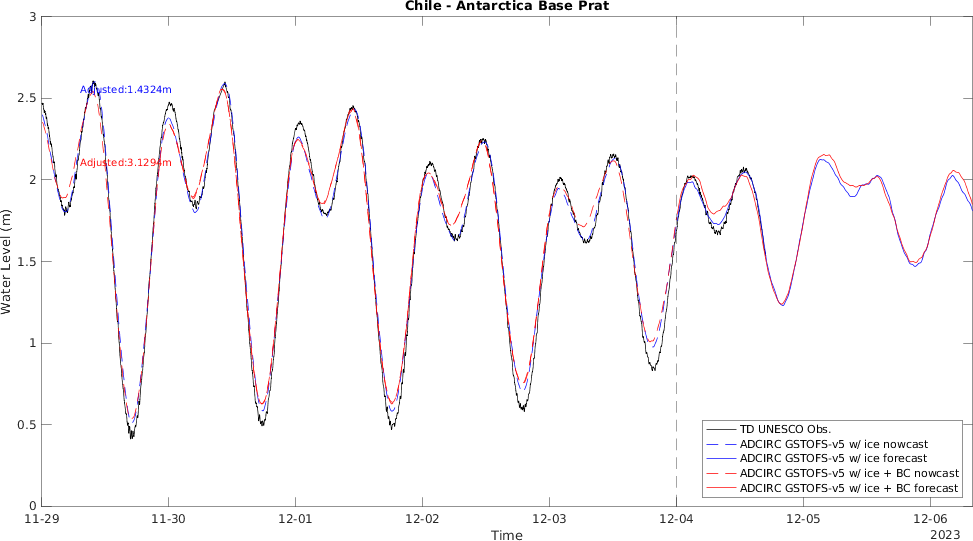 Chile - Antarctica Base Prat
3
2.5
2
1.5
1
0.5
0
Water Level (m)
Adjusted:1.4324m
Adjusted:3.1294m
TD UNESCO Obs.
ADCIRC GSTOFS-v5 w/ ice nowcast
ADCIRC GSTOFS-v5 w/ ice forecast
ADCIRC GSTOFS-v5 w/ ice + BC nowcast
ADCIRC GSTOFS-v5 w/ ice + BC forecast
11-29 11-30 12-01 12-02 12-03 12-04 12-05 12-06
Time
2023